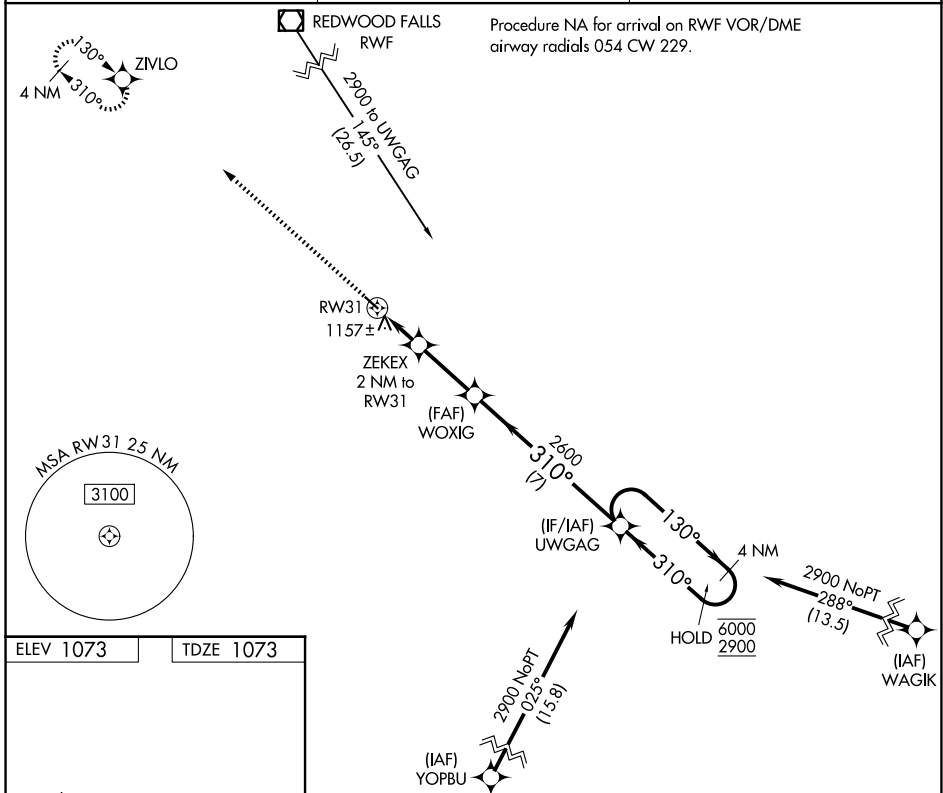 REDWOOD FALLS
RWF
Procedure NA for arrival on RWF VOR/DME
airway radials 054 CW 229.
130°
ZIVLO
4 NM
310°
2900 to UWGAG
145°
(26.5)
RW31
1157±
ZEKEX
2 NM to
RW31
(FAF)
WOXIG
2600
310°
(7)
MSA RW31 25 NM
3100
(IF/IAF)
UWGAG
130°
4 NM
310°
HOLD
6000
2900
2900 NoPT
288°
(13.5)
(IAF)
WAGIK
ELEV 1073
TDZE 1073
2900 NoPT
025°
(15.8)
(IAF)
YOPBU